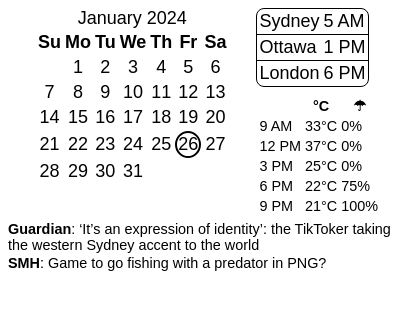 January 2024
Su Mo Tu We Th Fr Sa
1 2 3 4 5 6
7 8 9 10 11 12 13
14 15 16 17 18 19 20
21 22 23 24 25 26 27
28 29 30 31
Sydney 5 AM
Ottawa 1 PM
London 6 PM
°C ☂
9 AM 33°C 0%
12 PM 37°C 0%
3 PM 25°C 0%
6 PM 22°C 75%
9 PM 21°C 100%
Guardian: ‘It’s an expression of identity’: the TikToker taking
the western Sydney accent to the world
SMH: Game to go fishing with a predator in PNG?